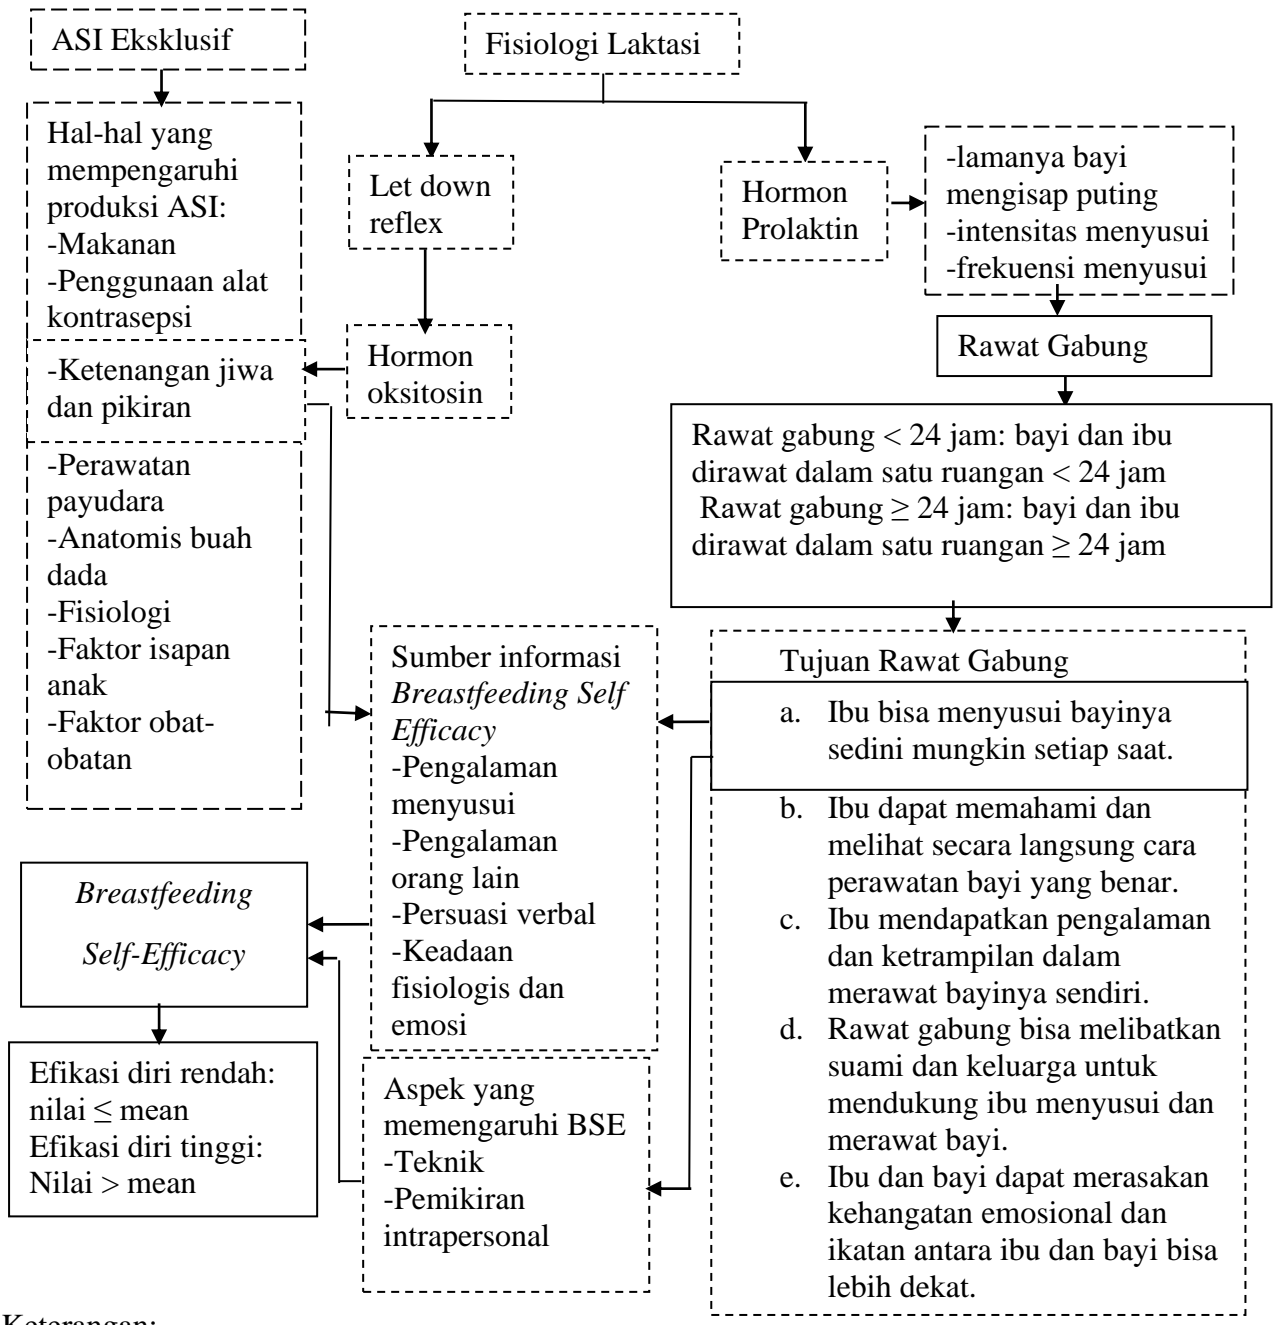 ASI Eksklusif
Fisiologi Laktasi
Hal-hal yang
mempengaruhi
produksi ASI:
-Makanan
-Penggunaan alat
kontrasepsi
-Ketenangan jiwa
dan pikiran
-Perawatan
payudara
-Anatomis buah
dada
-Fisiologi
-Faktor isapan
anak
-Faktor obat-
obatan
Let down
reflex
Hormon
oksitosin
Hormon
Prolaktin
-lamanya bayi
mengisap puting
-intensitas menyusui
-frekuensi menyusui
Rawat Gabung
Rawat gabung < 24 jam: bayi dan ibu
dirawat dalam satu ruangan < 24 jam
Rawat gabung ≥ 24 jam: bayi dan ibu
dirawat dalam satu ruangan ≥ 24 jam
Tujuan Rawat Gabung
a. Ibu bisa menyusui bayinya
sedini mungkin setiap saat.
b. Ibu dapat memahami dan
melihat secara langsung cara
perawatan bayi yang benar.
c. Ibu mendapatkan pengalaman
dan ketrampilan dalam
merawat bayinya sendiri.
d. Rawat gabung bisa melibatkan
suami dan keluarga untuk
mendukung ibu menyusui dan
merawat bayi.
e. Ibu dan bayi dapat merasakan
kehangatan emosional dan
ikatan antara ibu dan bayi bisa
lebih dekat.
Sumber informasi
Breastfeeding Self
Efficacy
-Pengalaman
menyusui
-Pengalaman
orang lain
-Persuasi verbal
-Keadaan
fisiologis dan
emosi
Aspek yang
memengaruhi BSE
-Teknik
-Pemikiran
intrapersonal
Breastfeeding
Self-Efficacy
Efikasi diri rendah:
nilai ≤ mean
Efikasi diri tinggi:
Nilai > mean
Keterangan: